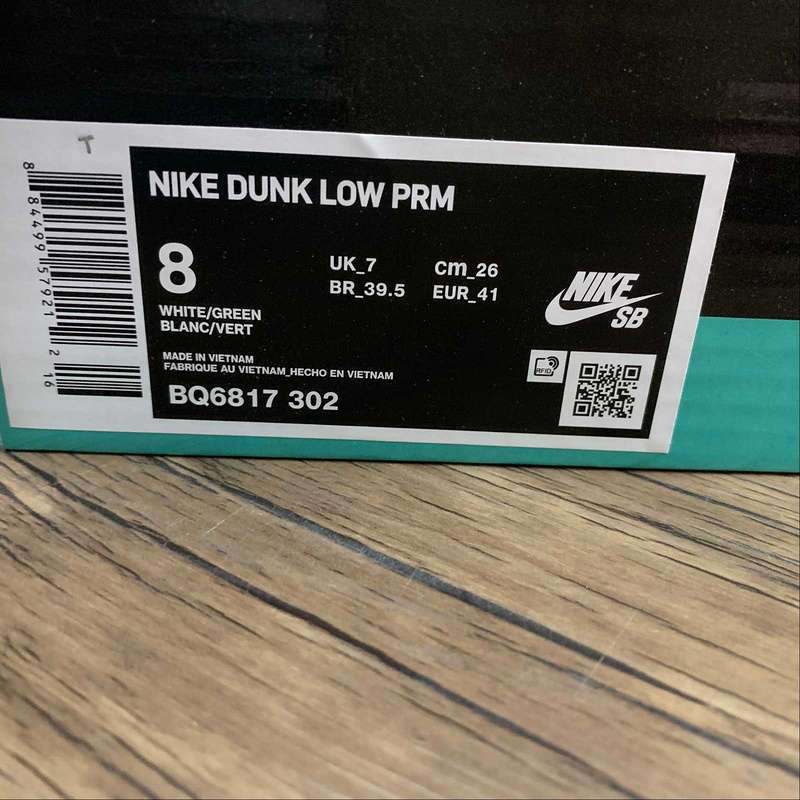 T
8 84499 57921 2 16
NIKE DUNK LOW PRM
8
UK_7 cm_26
BR_39.5 EUR_41
WHITE/GREEN
BLANC/VERT
NIKE
SB
MADE IN VIETNAM
FABRIQUE AU VIETNAM_HECHO EN VIETNAM
RFID
BQ6817 302